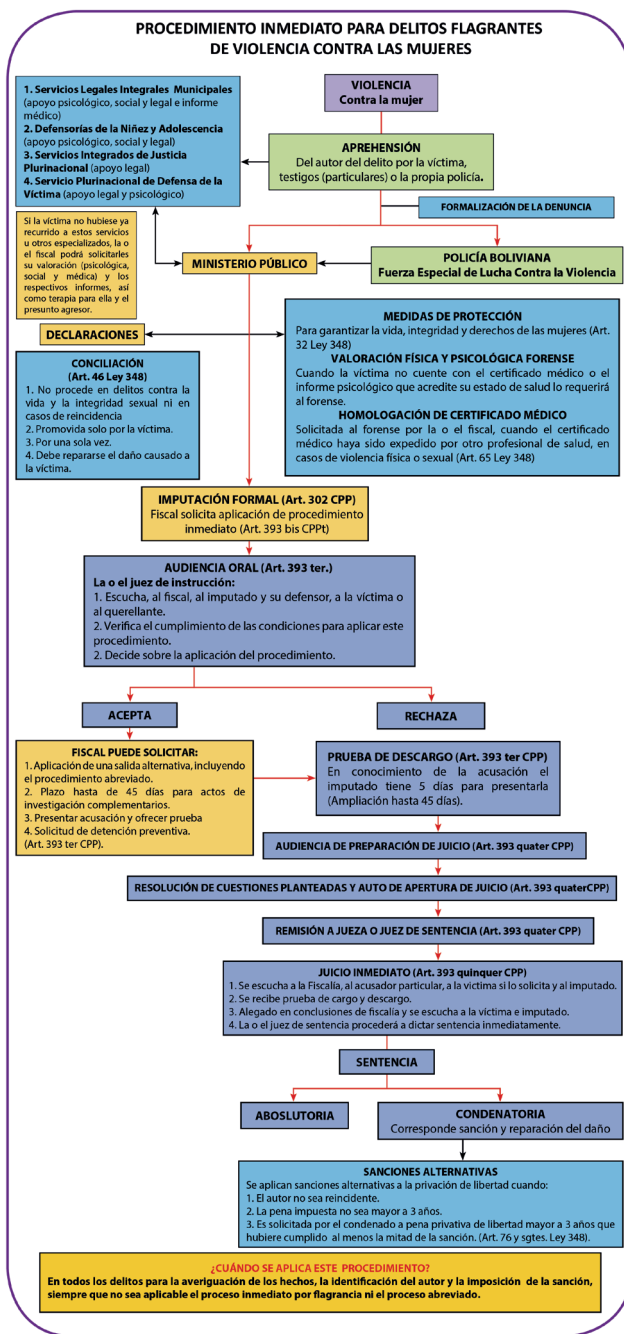 PROCEDIMIENTO INMEDIATO PARA DELITOS FLAGRANTES
DE VIOLENCIA CONTRA LAS MUJERES
1. Servicios Legales Integrales Municipales
(apoyo psicológico, social y legal e informe
médico)
2. Defensorías de la Niñez y Adolescencia
(apoyo psicológico, social y legal)
3. Servicios Integrados de Justicia
Plurinacional (apoyo legal)
4. Servicio Plurinacional de Defensa de la
Víctima (apoyo legal y psicológico)
VIOLENCIA
Contra la mujer
APREHENSIÓN
Del autor del delito por la víctima,
testigos (particulares) o la propia policía.
FORMALIZACIÓN DE LA DENUNCIA
Si la víctima no hubiese ya
recurrido a estos servicios
u otros especializados, la o
el fiscal podrá solicitarles
su valoración (psicológica,
social y médica) y los
respectivos informes, así
como terapia para ella y el
presunto agresor.
MINISTERIO PÚBLICO
POLICÍA BOLIVIANA
Fuerza Especial de Lucha Contra la Violencia
DECLARACIONES
MEDIDAS DE PROTECCIÓN
Para garantizar la vida, integridad y derechos de las mujeres (Art.
32 Ley 348)
VALORACIÓN FÍSICA Y PSICOLÓGICA FORENSE
Cuando la víctima no cuente con el certificado médico o el
informe psicológico que acredite su estado de salud lo requerirá
al forense.
HOMOLOGACIÓN DE CERTIFICADO MÉDICO
Solicitada al forense por la o el fiscal, cuando el certificado
médico haya sido expedido por otro profesional de salud, en
casos de violencia física o sexual (Art. 65 Ley 348)
CONCILIACIÓN
(Art. 46 Ley 348)
1. No procede en delitos contra la
vida y la integridad sexual ni en
casos de reincidencia
2. Promovida solo por la víctima.
3. Por una sola vez.
4. Debe repararse el daño causado a
la víctima.
IMPUTACIÓN FORMAL (Art. 302 CPP)
Fiscal solicita aplicación de procedimiento
inmediato (Art. 393 bis CPPt)
AUDIENCIA ORAL (Art. 393 ter.)
La o el juez de instrucción:
1. Escucha, al fiscal, al imputado y su defensor, a la víctima o
al querellante.
2. Verifica el cumplimiento de las condiciones para aplicar este
procedimiento.
2. Decide sobre la aplicación del procedimiento.
ACEPTA
RECHAZA
FISCAL PUEDE SOLICITAR:
1. Aplicación de una salida alternativa, incluyendo
el procedimiento abreviado.
2. Plazo hasta de 45 días para actos de
investigación complementarios.
3. Presentar acusación y ofrecer prueba
4. Solicitud de detención preventiva.
(Art. 393 ter CPP).
PRUEBA DE DESCARGO (Art. 393 ter CPP)
En conocimiento de la acusación el
imputado tiene 5 días para presentarla
(Ampliación hasta 45 días).
AUDIENCIA DE PREPARACIÓN DE JUICIO (Art. 393 quater CPP)
RESOLUCIÓN DE CUESTIONES PLANTEADAS Y AUTO DE APERTURA DE JUICIO (Art. 393 quaterCPP)
REMISIÓN A JUEZA O JUEZ DE SENTENCIA (Art. 393 quater CPP)
JUICIO INMEDIATO (Art. 393 quinquer CPP)
1. Se escucha a la Fiscalía, al acusador particular, a la victima si lo solicita y al imputado.
2. Se recibe prueba de cargo y descargo.
3. Alegado en conclusiones de fiscalía y se escucha a la víctima e imputado.
4. La o el juez de sentencia procederá a dictar sentencia inmediatamente.
SENTENCIA
ABOSLUTORIA
CONDENATORIA
Corresponde sanción y reparación del daño
SANCIONES ALTERNATIVAS
Se aplican sanciones alternativas a la privación de libertad cuando:
1. El autor no sea reincidente.
2. La pena impuesta no sea mayor a 3 años.
3. Es solicitada por el condenado a pena privativa de libertad mayor a 3 años que
hubiere cumplido al menos la mitad de la sanción. (Art. 76 y sgtes. Ley 348).
¿CUÁNDO SE APLICA ESTE PROCEDIMIENTO?
En todos los delitos para la averiguación de los hechos, la identificación del autor y la imposición de la sanción,
siempre que no sea aplicable el proceso inmediato por flagrancia ni el proceso abreviado.